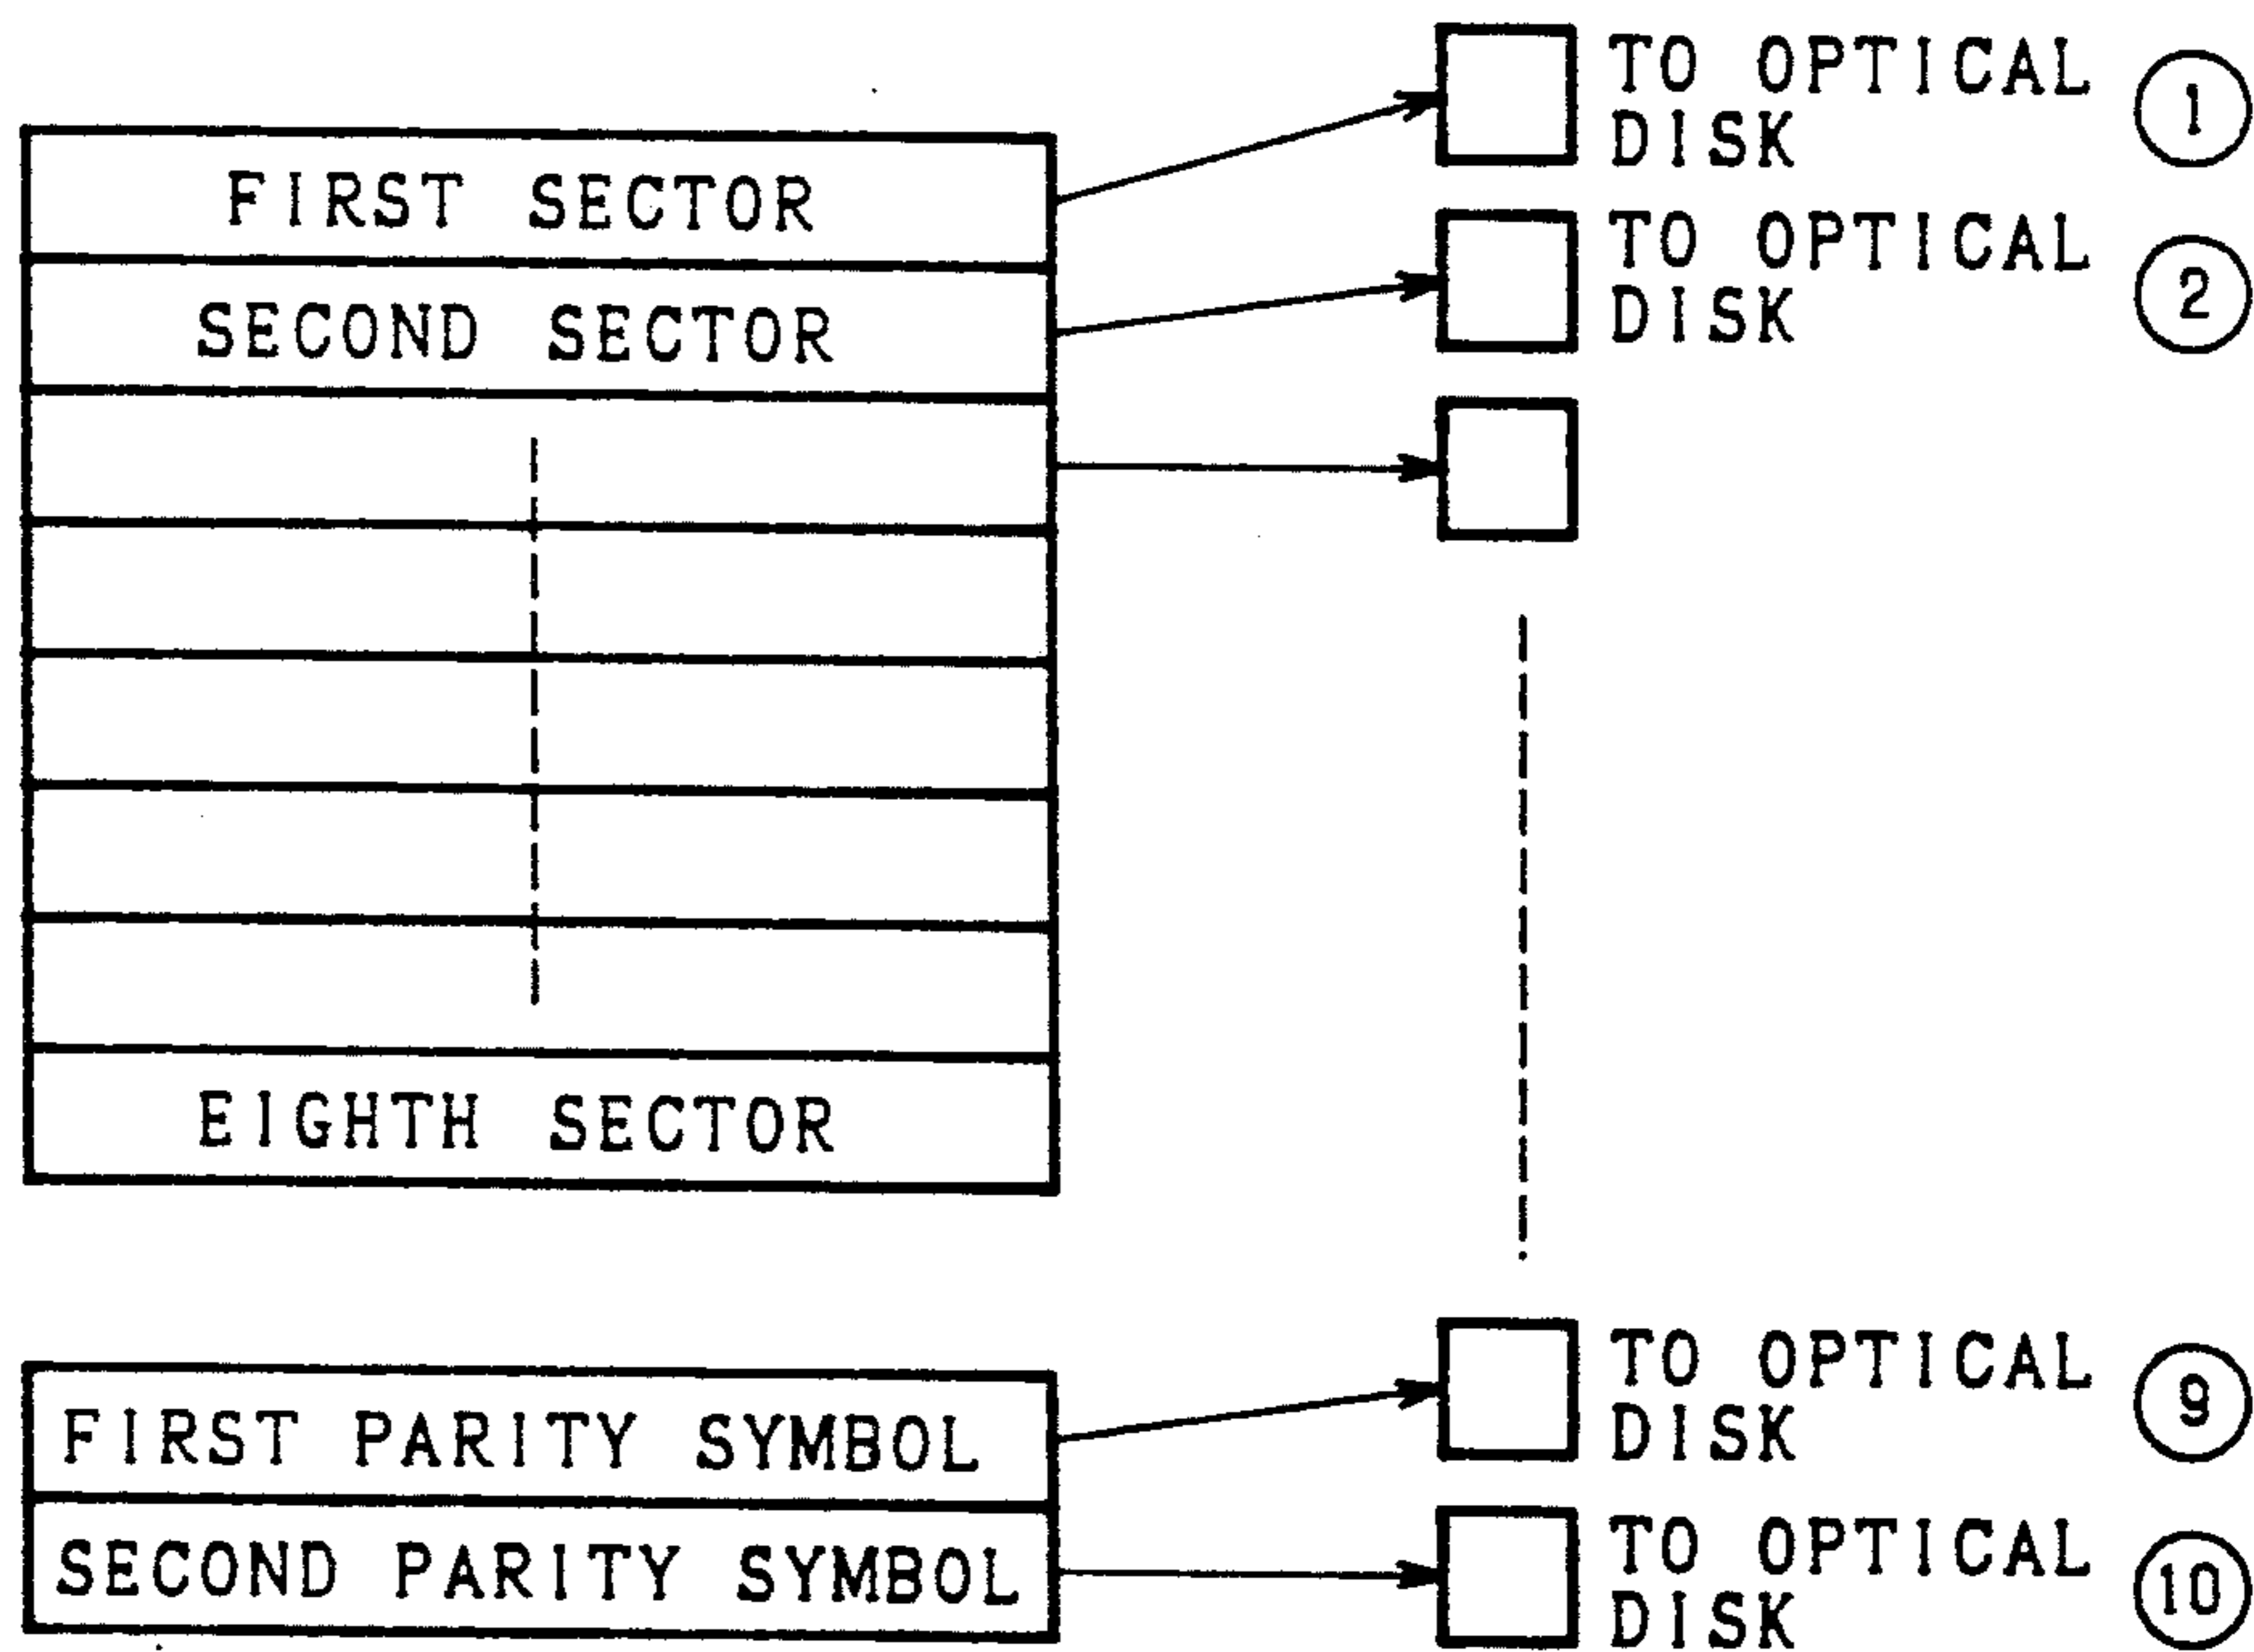 FIRST SECTOR
SECOND SECTOR
EIGHTH SECTOR
FIRST PARITY SYMBOL
SECOND PARITY SYMBOL
TO OPTICAL
DISK
1
TO OPTICAL
DISK
2
TO OPTICAL
DISK
9
TO OPTICAL
DISK
10